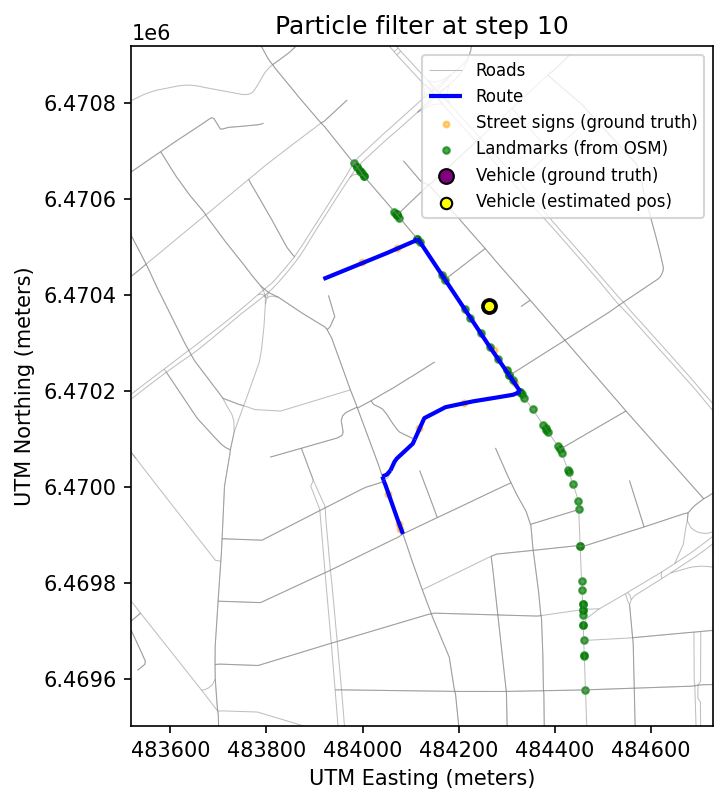 Particle filter at step 10
1e6
Roads
Route
Street signs (ground truth)
Landmarks (from OSM)
Vehicle (ground truth)
Vehicle (estimated pos)
6.4708
6.4706
6.4704
6.4702
6.4700
6.4698
6.4696
UTM Northing (meters)
483600 483800 484000 484200 484400 484600
UTM Easting (meters)